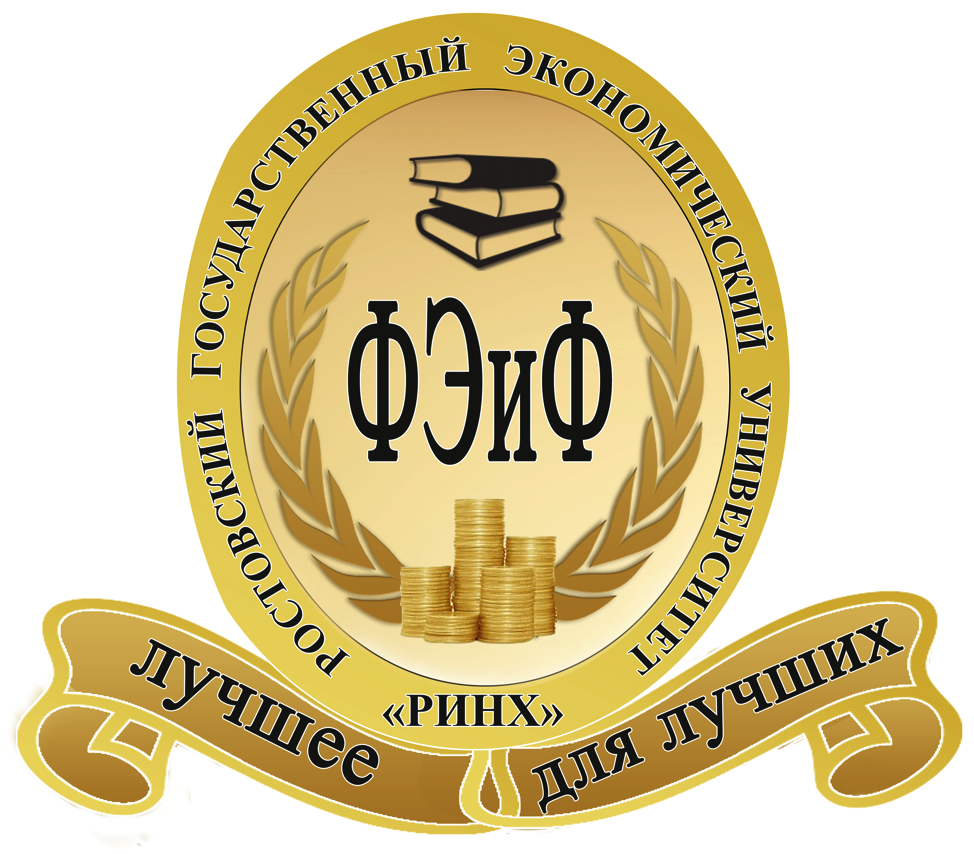 РОСТОВСКИЙ ГОСУДАРСТВЕННЫЙ ЭКОНОМИЧЕСКИЙ УНИВЕРСИТЕТ
ФЭиФ
«РИНХ»
лучшее для лучших